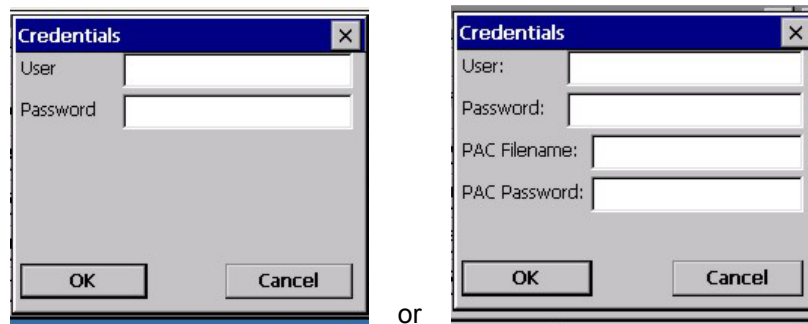 Credentials
User
Password
OK Cancel
or
Credentials
User:
Password:
PAC Filename:
PAC Password:
OK Cancel